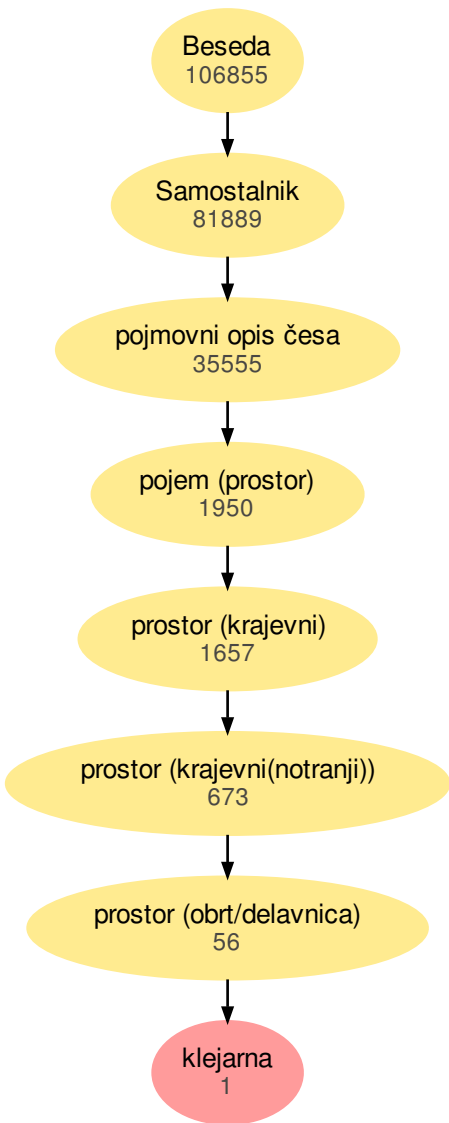 Beseda
106855
Samostalnik
81889
pojmovni opis česa
35555
pojem (prostor)
1950
prostor (krajevni)
1657
prostor (krajevni(notranji))
673
prostor (obrt/delavnica)
56
klejarna
1